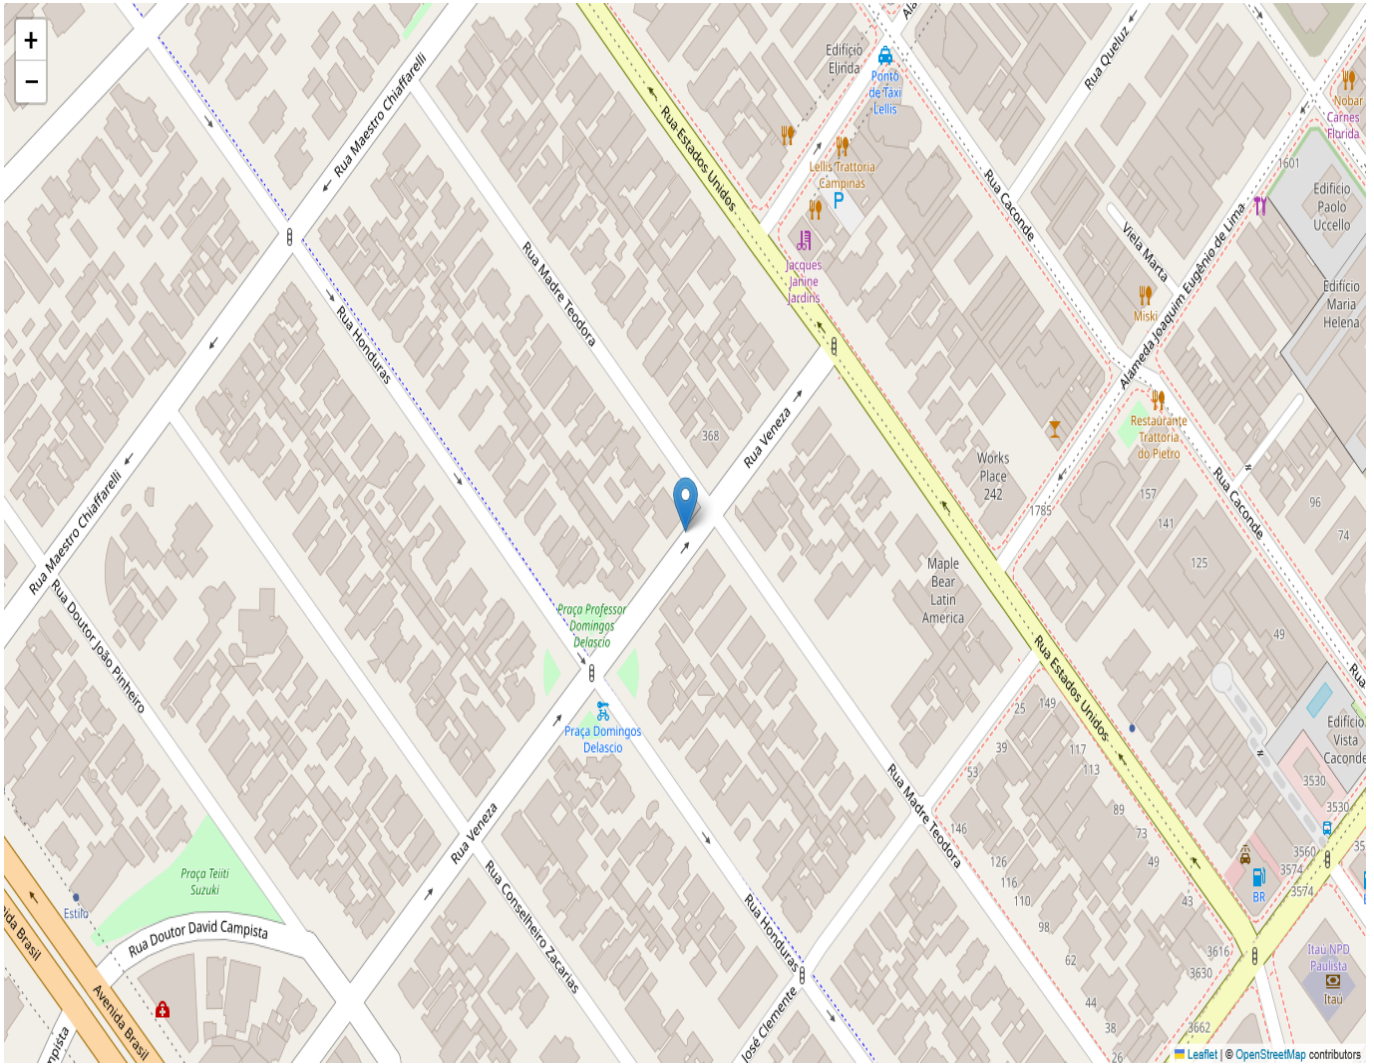 +
−
Rua Maestro Chiaffarelli
Edifício
Elinda
Ponto
de Táxi
Lellis
Rua Queluz
Nobar
Carnes
Florida
1601
Rua Estados Unidos
Lellis Trattoria
Campinas
P
Rua Caconde
Edifício
Paolo
Uccello
Viela Marta
Alameda Joaquim Eugênio de Lima
Jacques
Janine
Jardins
Rua Madre Teodora
Edifício
Maria
Helena
Miski
Rua Honduras
Restaurante
Trattoria
do Pietro
368
Rua Veneza
Works
Place
242
157
141
125
1785
Rua Caconde
96
74
Rua Maestro Chiaffarelli
Maple
Bear
Latin
America
Rua Doutor João Pinheiro
Praça Professor
Domingos
Delascio
49
Rua Estados Unidos
Praça Domingos
Delascio
25
149
39
117
53
113
Edifício
Vista
Caconde
3530
3530
Rua Madre Teodora
89
73
49
146
126
116
110
98
62
44
38
26
43
3560
3574
3574
BR
3616
3630
3662
Rua Veneza
Praça Teiiti
Suzuki
Estilo
Rua Doutor David Campista
Rua Conselheiro Zacarias
Rua Honduras
José Clemente
Avenida Brasil
Itaú NPD
Paulista
Itaú
Leaflet | © OpenStreetMap contributors